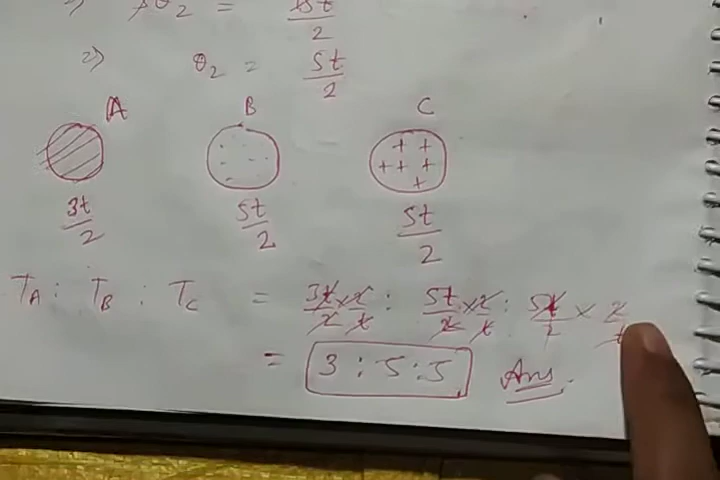 ⇒ θ₂ = 5t/2
A B C
3t/2 5t/2 5t/2
T_A : T_B : T_C = 3t/2 × 2/t : 5t/2 × 2/t : 5t/2 × 2/t
= 3 : 5 : 5 Ans.